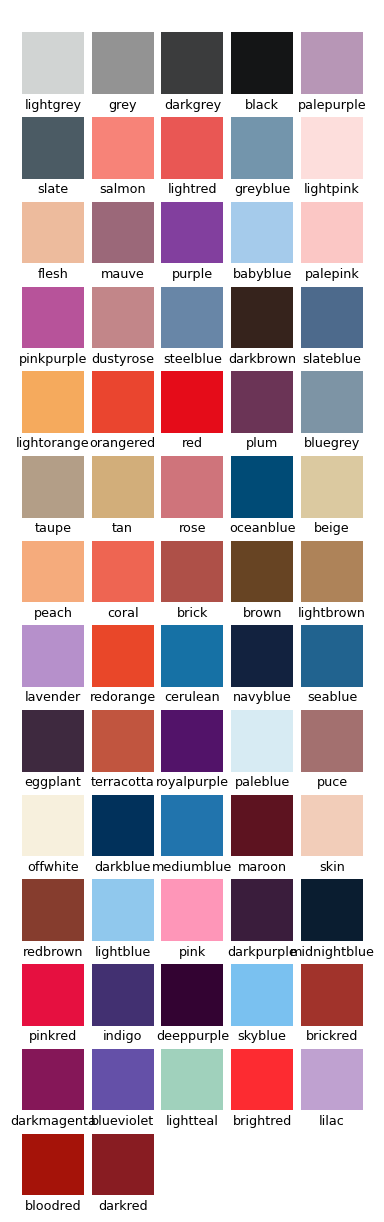 lightgrey grey darkgrey black palepurple
slate salmon lightred greyblue lightpink
flesh mauve purple babyblue palepink
pinkpurple dustyrose steelblue darkbrown slateblue
lightorange orangered red plum bluegrey
taupe tan rose oceanblue beige
peach coral brick brown lightbrown
lavender redorange cerulean navyblue seablue
eggplant terracotta royalpurple paleblue puce
offwhite darkblue mediumblue maroon skin
redbrown lightblue pink darkpurple midnightblue
pinkred indigo deeppurple skyblue brickred
darkmagenta blueviolet lightteal brightred lilac
bloodred darkred